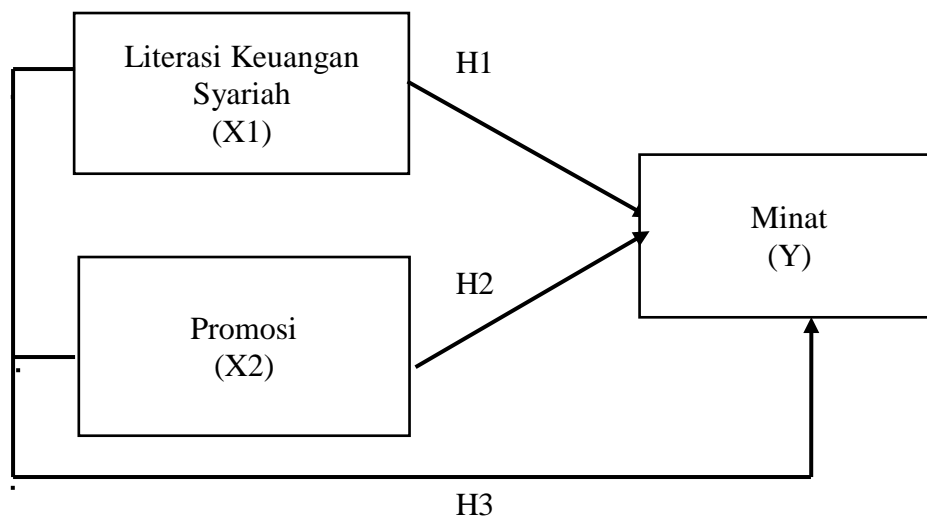 Literasi Keuangan
Syariah
(X1)
H1
Minat
(Y)
H2
Promosi
(X2)
H3